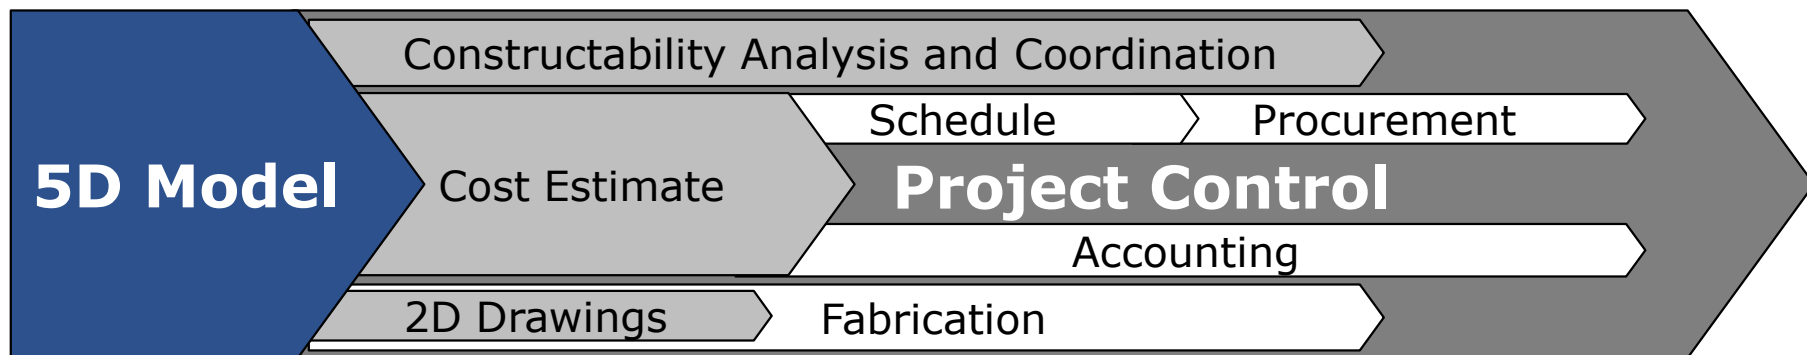 Constructability Analysis and Coordination
Schedule
Procurement
5D Model
Cost Estimate
Project Control
Accounting
2D Drawings
Fabrication